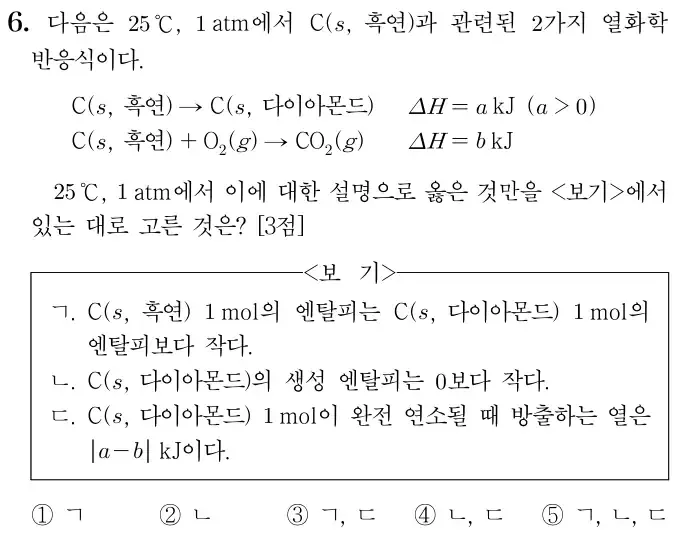 6. 다음은 25℃, 1 atm에서 C(s, 흑연)과 관련된 2가지 열화학
반응식이다.
C(s, 흑연) → C(s, 다이아몬드) ΔH = a kJ (a > 0)
C(s, 흑연) + O₂(g) → CO₂(g) ΔH = b kJ
25℃, 1 atm에서 이에 대한 설명으로 옳은 것만을 <보기>에서
있는 대로 고른 것은? [3점]
<보 기>
ㄱ. C(s, 흑연) 1 mol의 엔탈피는 C(s, 다이아몬드) 1 mol의
엔탈피보다 작다.
ㄴ. C(s, 다이아몬드)의 생성 엔탈피는 0보다 작다.
ㄷ. C(s, 다이아몬드) 1 mol이 완전 연소될 때 방출하는 열은
|a-b| kJ이다.
① ㄱ ② ㄴ ③ ㄱ, ㄷ ④ ㄴ, ㄷ ⑤ ㄱ, ㄴ, ㄷ